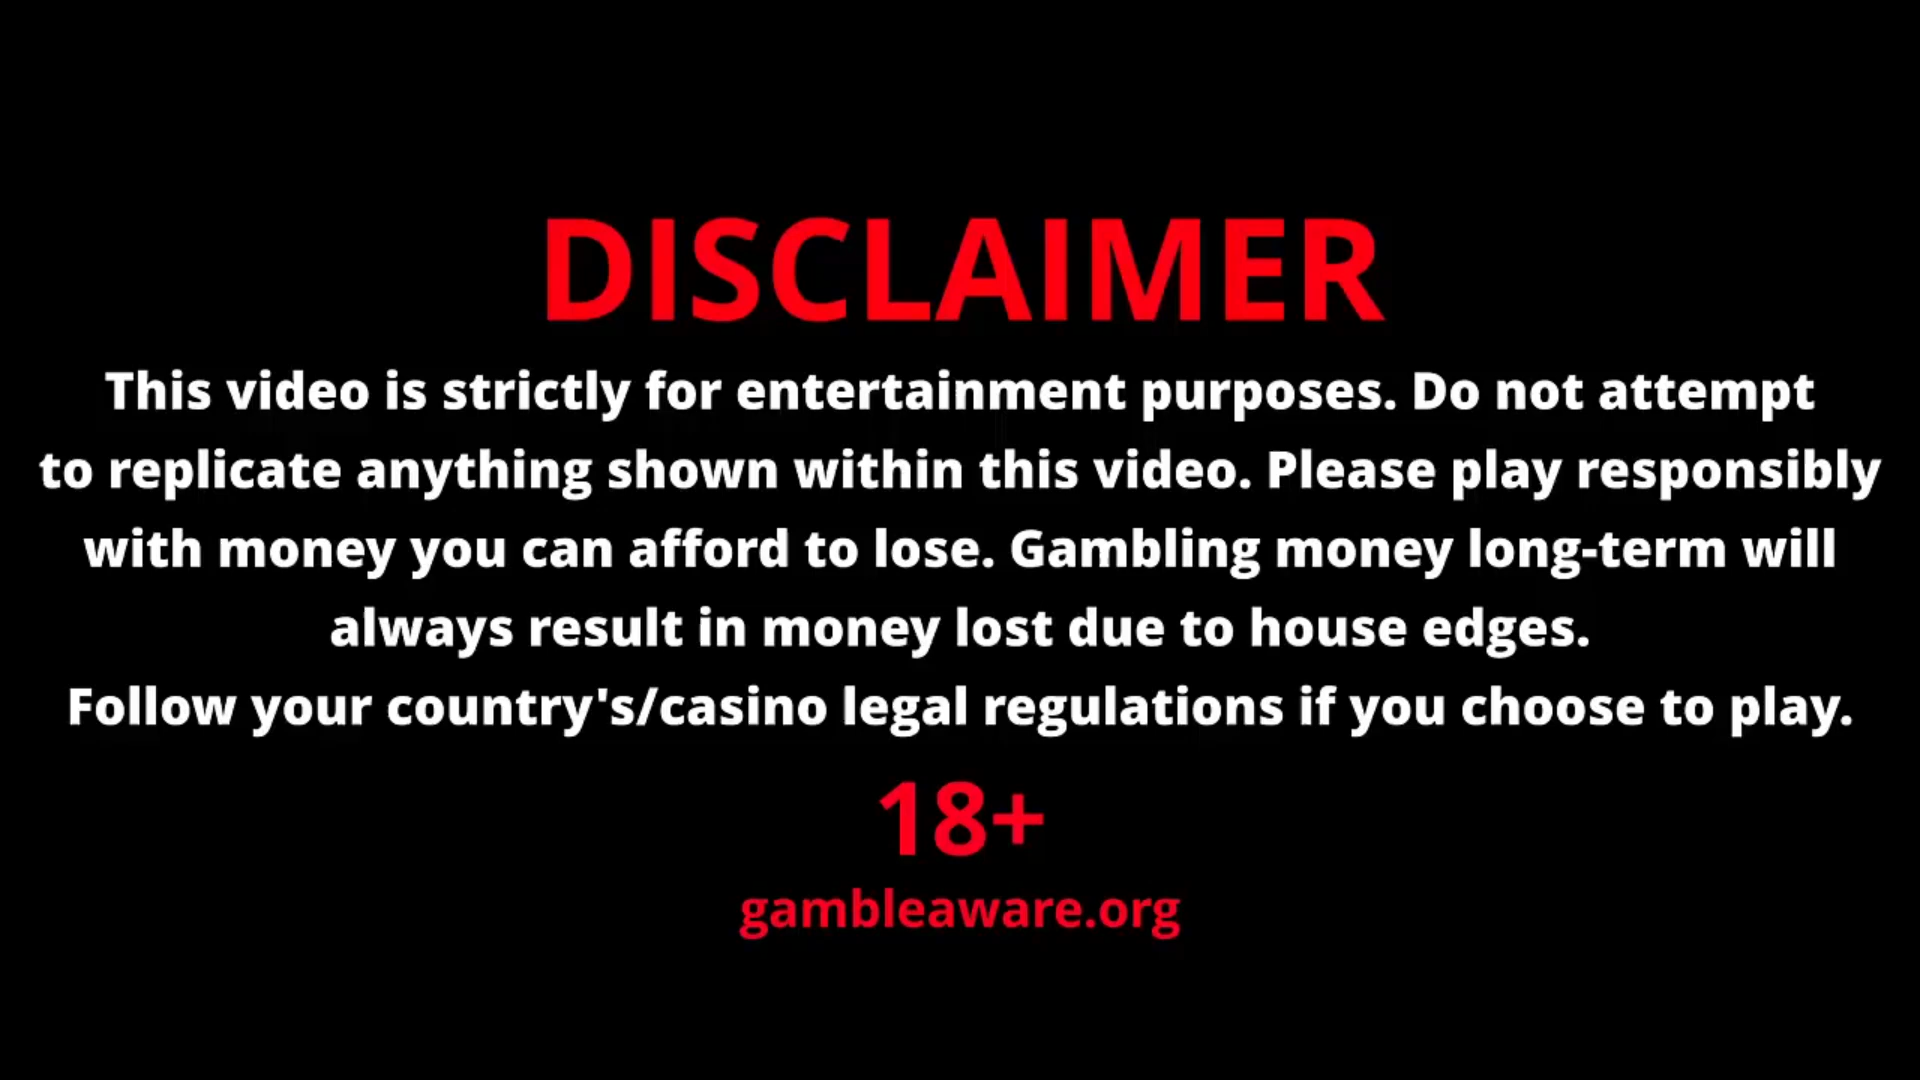 DISCLAIMER
This video is strictly for entertainment purposes. Do not attempt
to replicate anything shown within this video. Please play responsibly
with money you can afford to lose. Gambling money long-term will
always result in money lost due to house edges.
Follow your country's/casino legal regulations if you choose to play.
18+
gambleaware.org